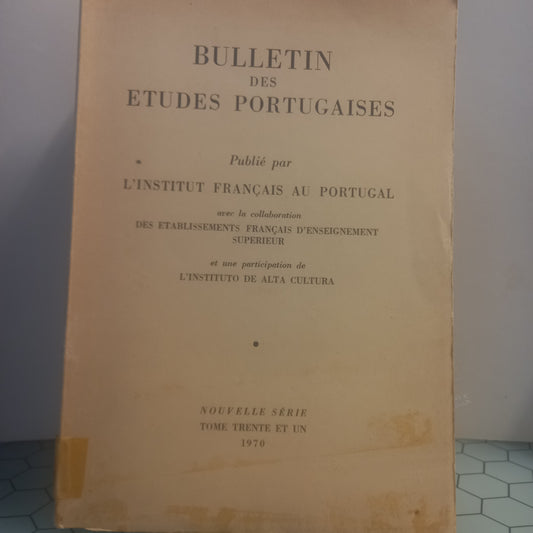 BULLETIN
DES
ETUDES PORTUGAISES
Publié par
L'INSTITUT FRANÇAIS AU PORTUGAL
avec la collaboration
DES ETABLISSEMENTS FRANÇAIS D'ENSEIGNEMENT
SUPERIEUR
et une participation de
L'INSTITUTO DE ALTA CULTURA
NOUVELLE SÉRIE
TOME TRENTE ET UN
1970